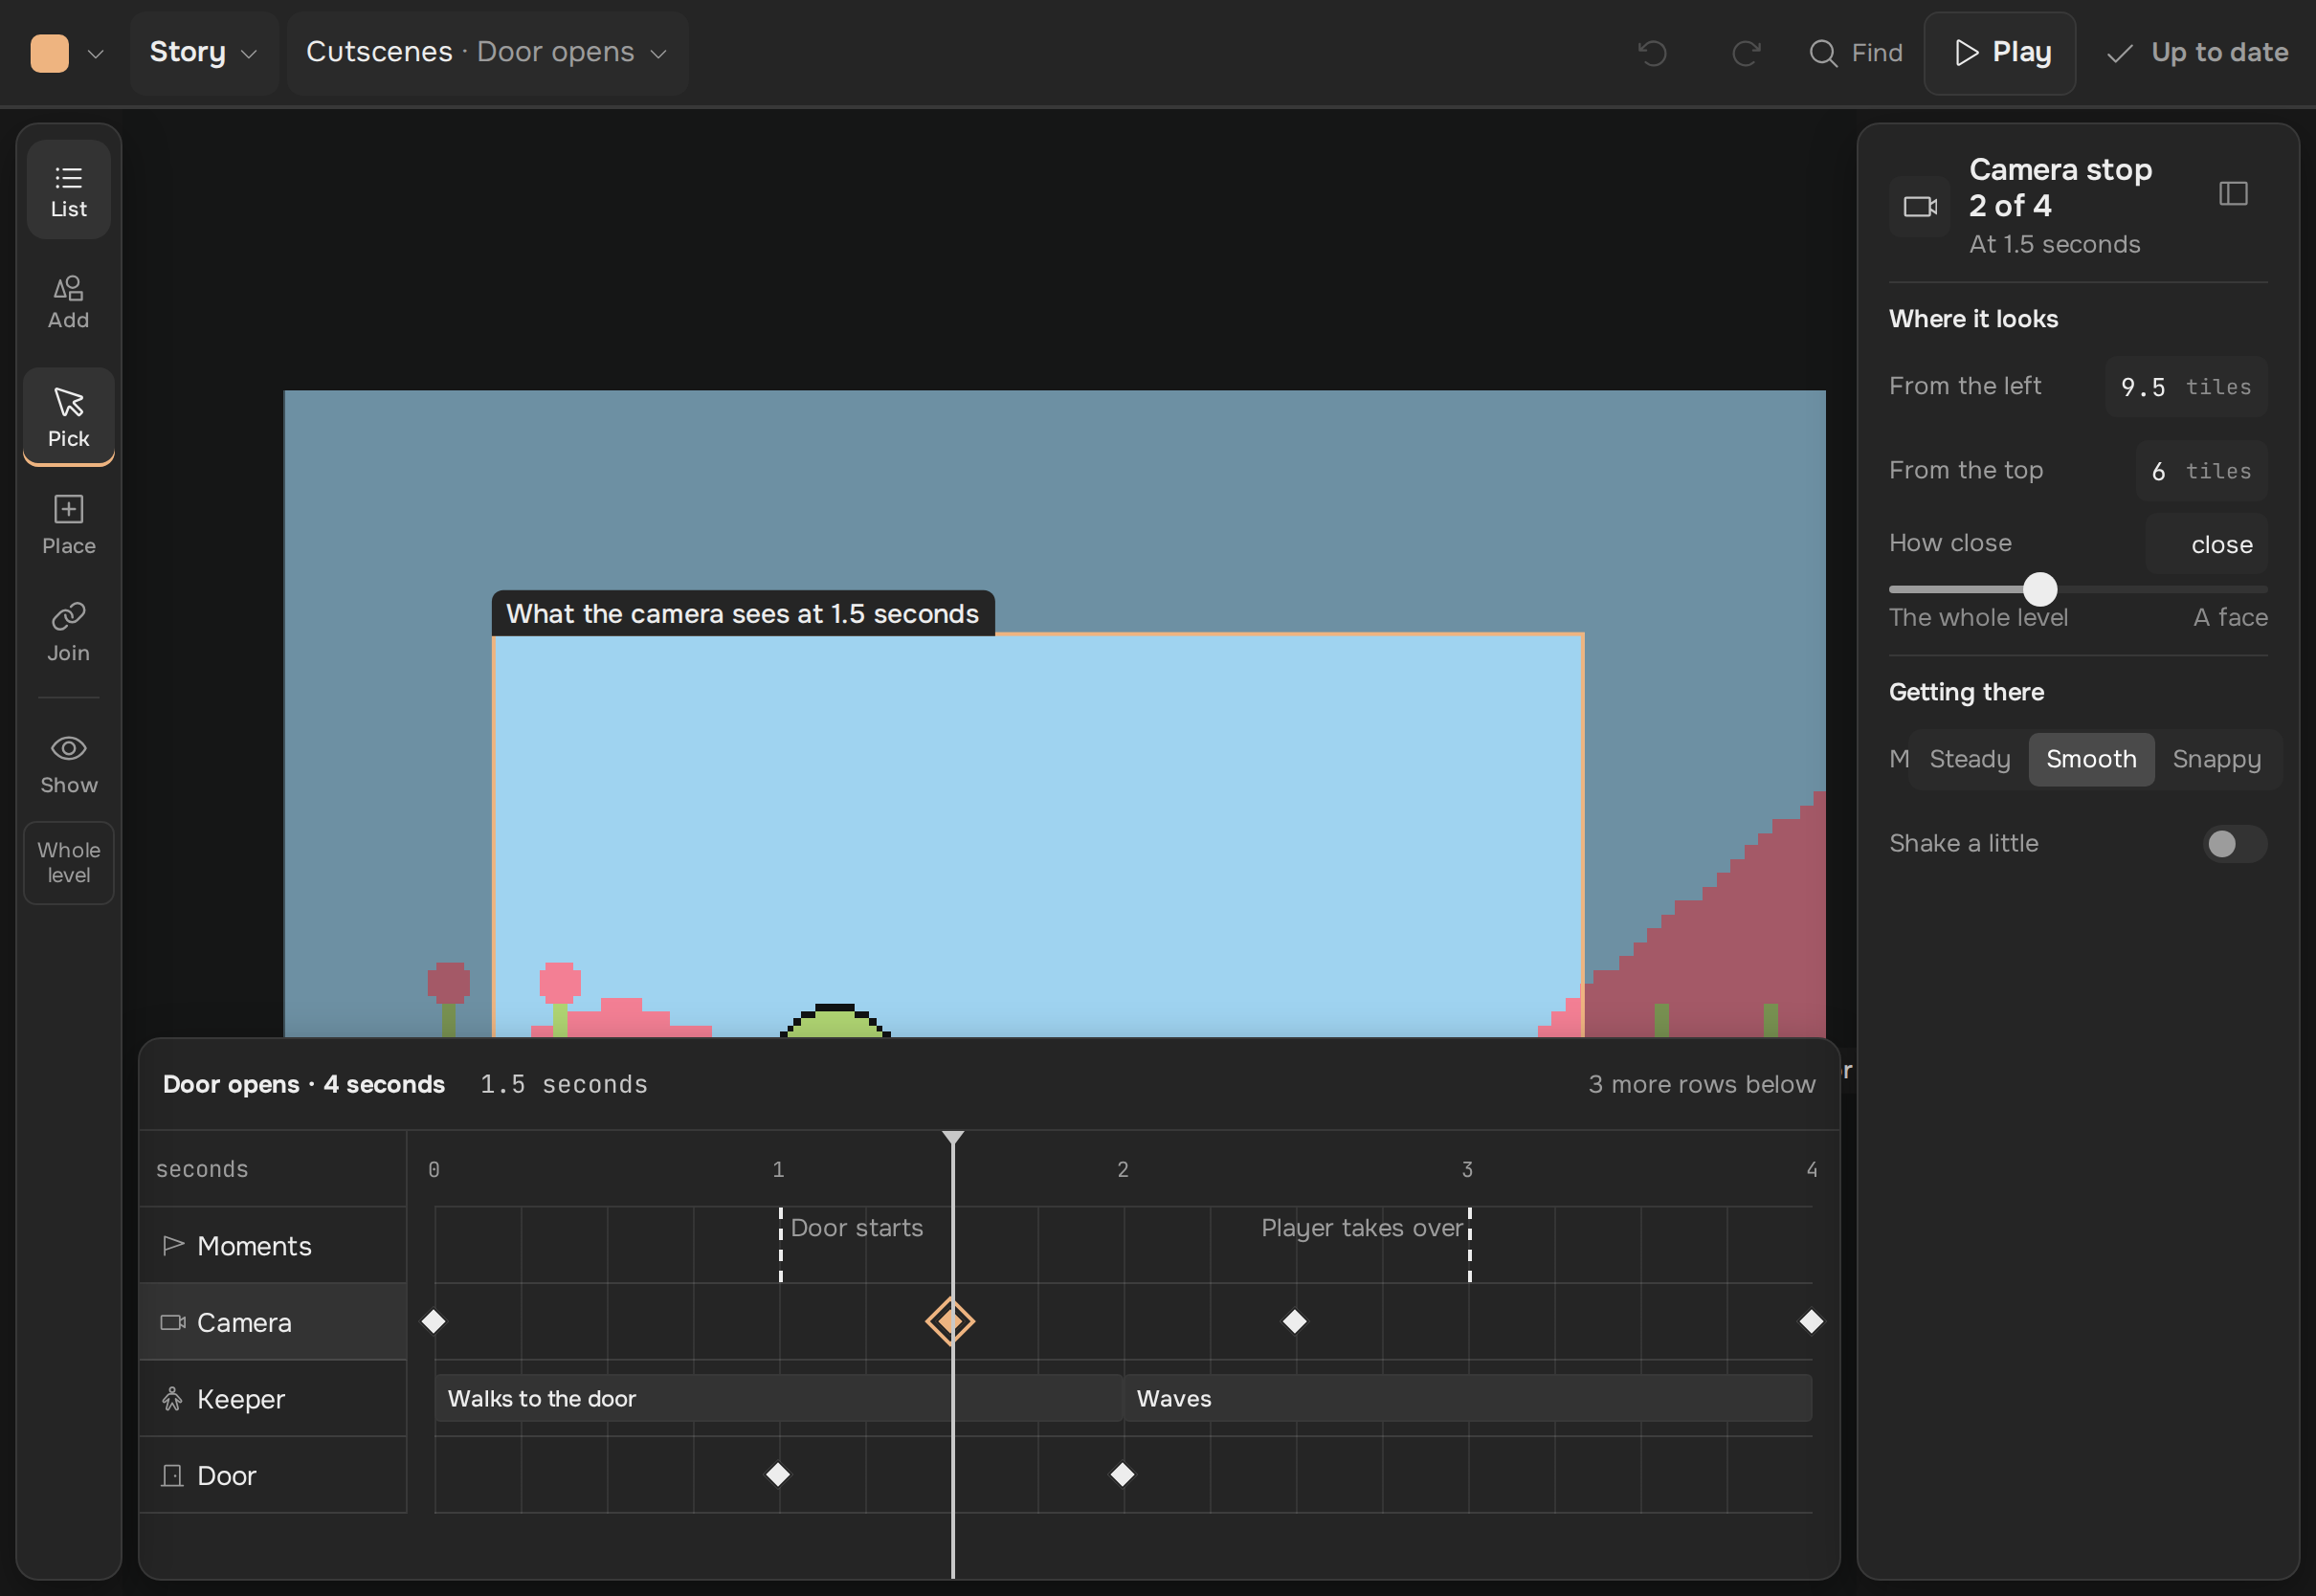 Story
Cutscenes · Door opens
Find
Play
Up to date
List
Add
Pick
Place
Join
Show
Whole
level
What the camera sees at 1.5 seconds
Camera stop
2 of 4
At 1.5 seconds
Where it looks
From the left
9.5 tiles
From the top
6 tiles
How close
close
The whole level
A face
Getting there
M
Steady
Smooth
Snappy
Shake a little
Door opens · 4 seconds
1.5 seconds
3 more rows below
r
seconds
0
1
2
3
4
Moments
Door starts
Player takes over
Camera
Keeper
Walks to the door
Waves
Door